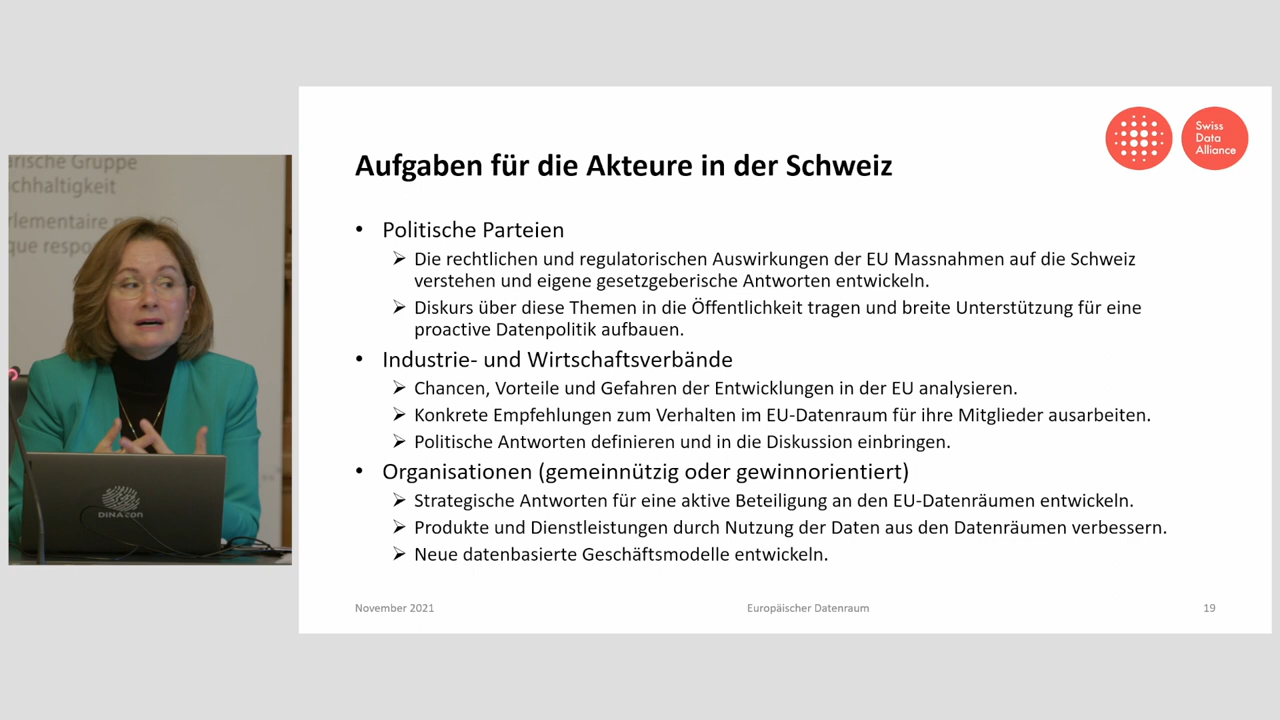 arische Gruppe
chhaltigkeit
rlementaire
que respo
DINAcon
Swiss
Data
Alliance
Aufgaben für die Akteure in der Schweiz
• Politische Parteien
➢ Die rechtlichen und regulatorischen Auswirkungen der EU Massnahmen auf die Schweiz
verstehen und eigene gesetzgeberische Antworten entwickeln.
➢ Diskurs über diese Themen in die Öffentlichkeit tragen und breite Unterstützung für eine
proactive Datenpolitik aufbauen.
• Industrie- und Wirtschaftsverbände
➢ Chancen, Vorteile und Gefahren der Entwicklungen in der EU analysieren.
➢ Konkrete Empfehlungen zum Verhalten im EU-Datenraum für ihre Mitglieder ausarbeiten.
➢ Politische Antworten definieren und in die Diskussion einbringen.
• Organisationen (gemeinnützig oder gewinnorientiert)
➢ Strategische Antworten für eine aktive Beteiligung an den EU-Datenräumen entwickeln.
➢ Produkte und Dienstleistungen durch Nutzung der Daten aus den Datenräumen verbessern.
➢ Neue datenbasierte Geschäftsmodelle entwickeln.
November 2021 Europäischer Datenraum 19